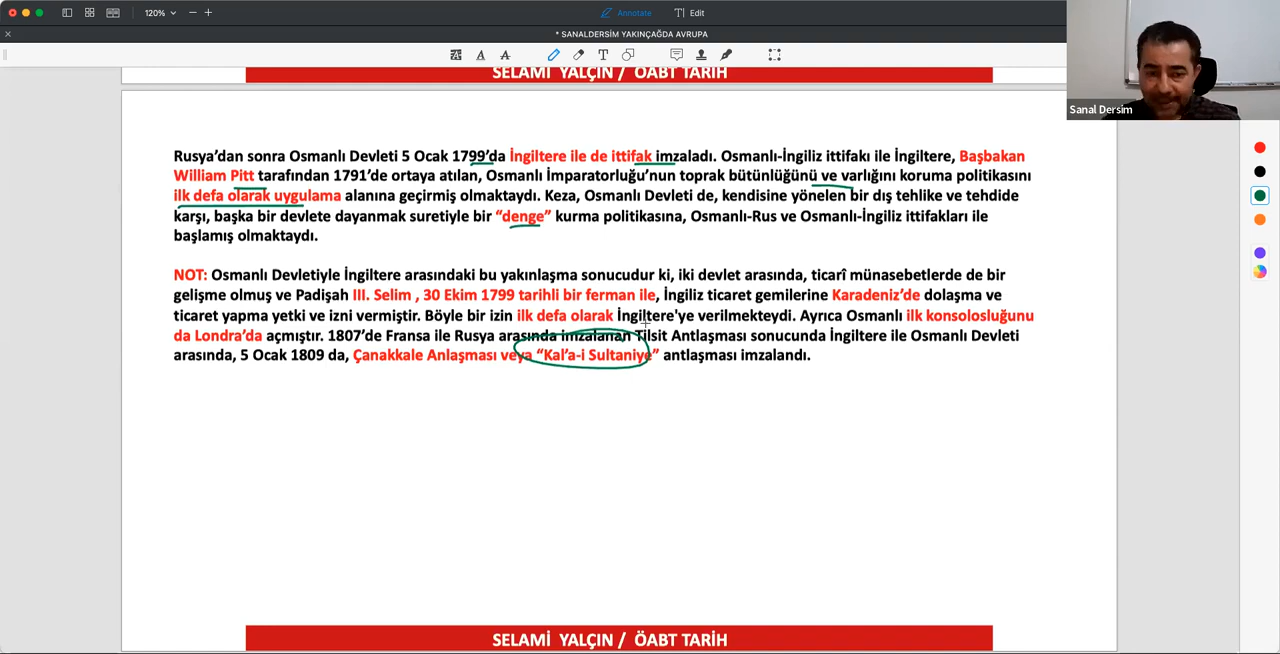 120%
Annotate
Edit
* SANALDERSİM YAKINÇAĞDA AVRUPA
SELAMİ YALÇIN / ÖABT TARİH
Sanal Dersim
Rusya’dan sonra Osmanlı Devleti 5 Ocak 1799’da İngiltere ile de ittifak imzaladı. Osmanlı-İngiliz ittifakı ile İngiltere, Başbakan
William Pitt tarafından 1791’de ortaya atılan, Osmanlı İmparatorluğu’nun toprak bütünlüğünü ve varlığını koruma politikasını
ilk defa olarak uygulama alanına geçirmiş olmaktaydı. Keza, Osmanlı Devleti de, kendisine yönelen bir dış tehlike ve tehdide
karşı, başka bir devlete dayanmak suretiyle bir “denge” kurma politikasına, Osmanlı-Rus ve Osmanlı-İngiliz ittifakları ile
başlamış olmaktaydı.
NOT: Osmanlı Devletiyle İngiltere arasındaki bu yakınlaşma sonucudur ki, iki devlet arasında, ticarî münasebetlerde de bir
gelişme olmuş ve Padişah III. Selim , 30 Ekim 1799 tarihli bir ferman ile, İngiliz ticaret gemilerine Karadeniz’de dolaşma ve
ticaret yapma yetki ve izni vermiştir. Böyle bir izin ilk defa olarak İngiltere'ye verilmekteydi. Ayrıca Osmanlı ilk konsolosluğunu
da Londra’da açmıştır. 1807’de Fransa ile Rusya arasında imzalanan Tilsit Antlaşması sonucunda İngiltere ile Osmanlı Devleti
arasında, 5 Ocak 1809 da, Çanakkale Anlaşması veya “Kal’a-i Sultaniye” antlaşması imzalandı.
SELAMİ YALÇIN / ÖABT TARİH